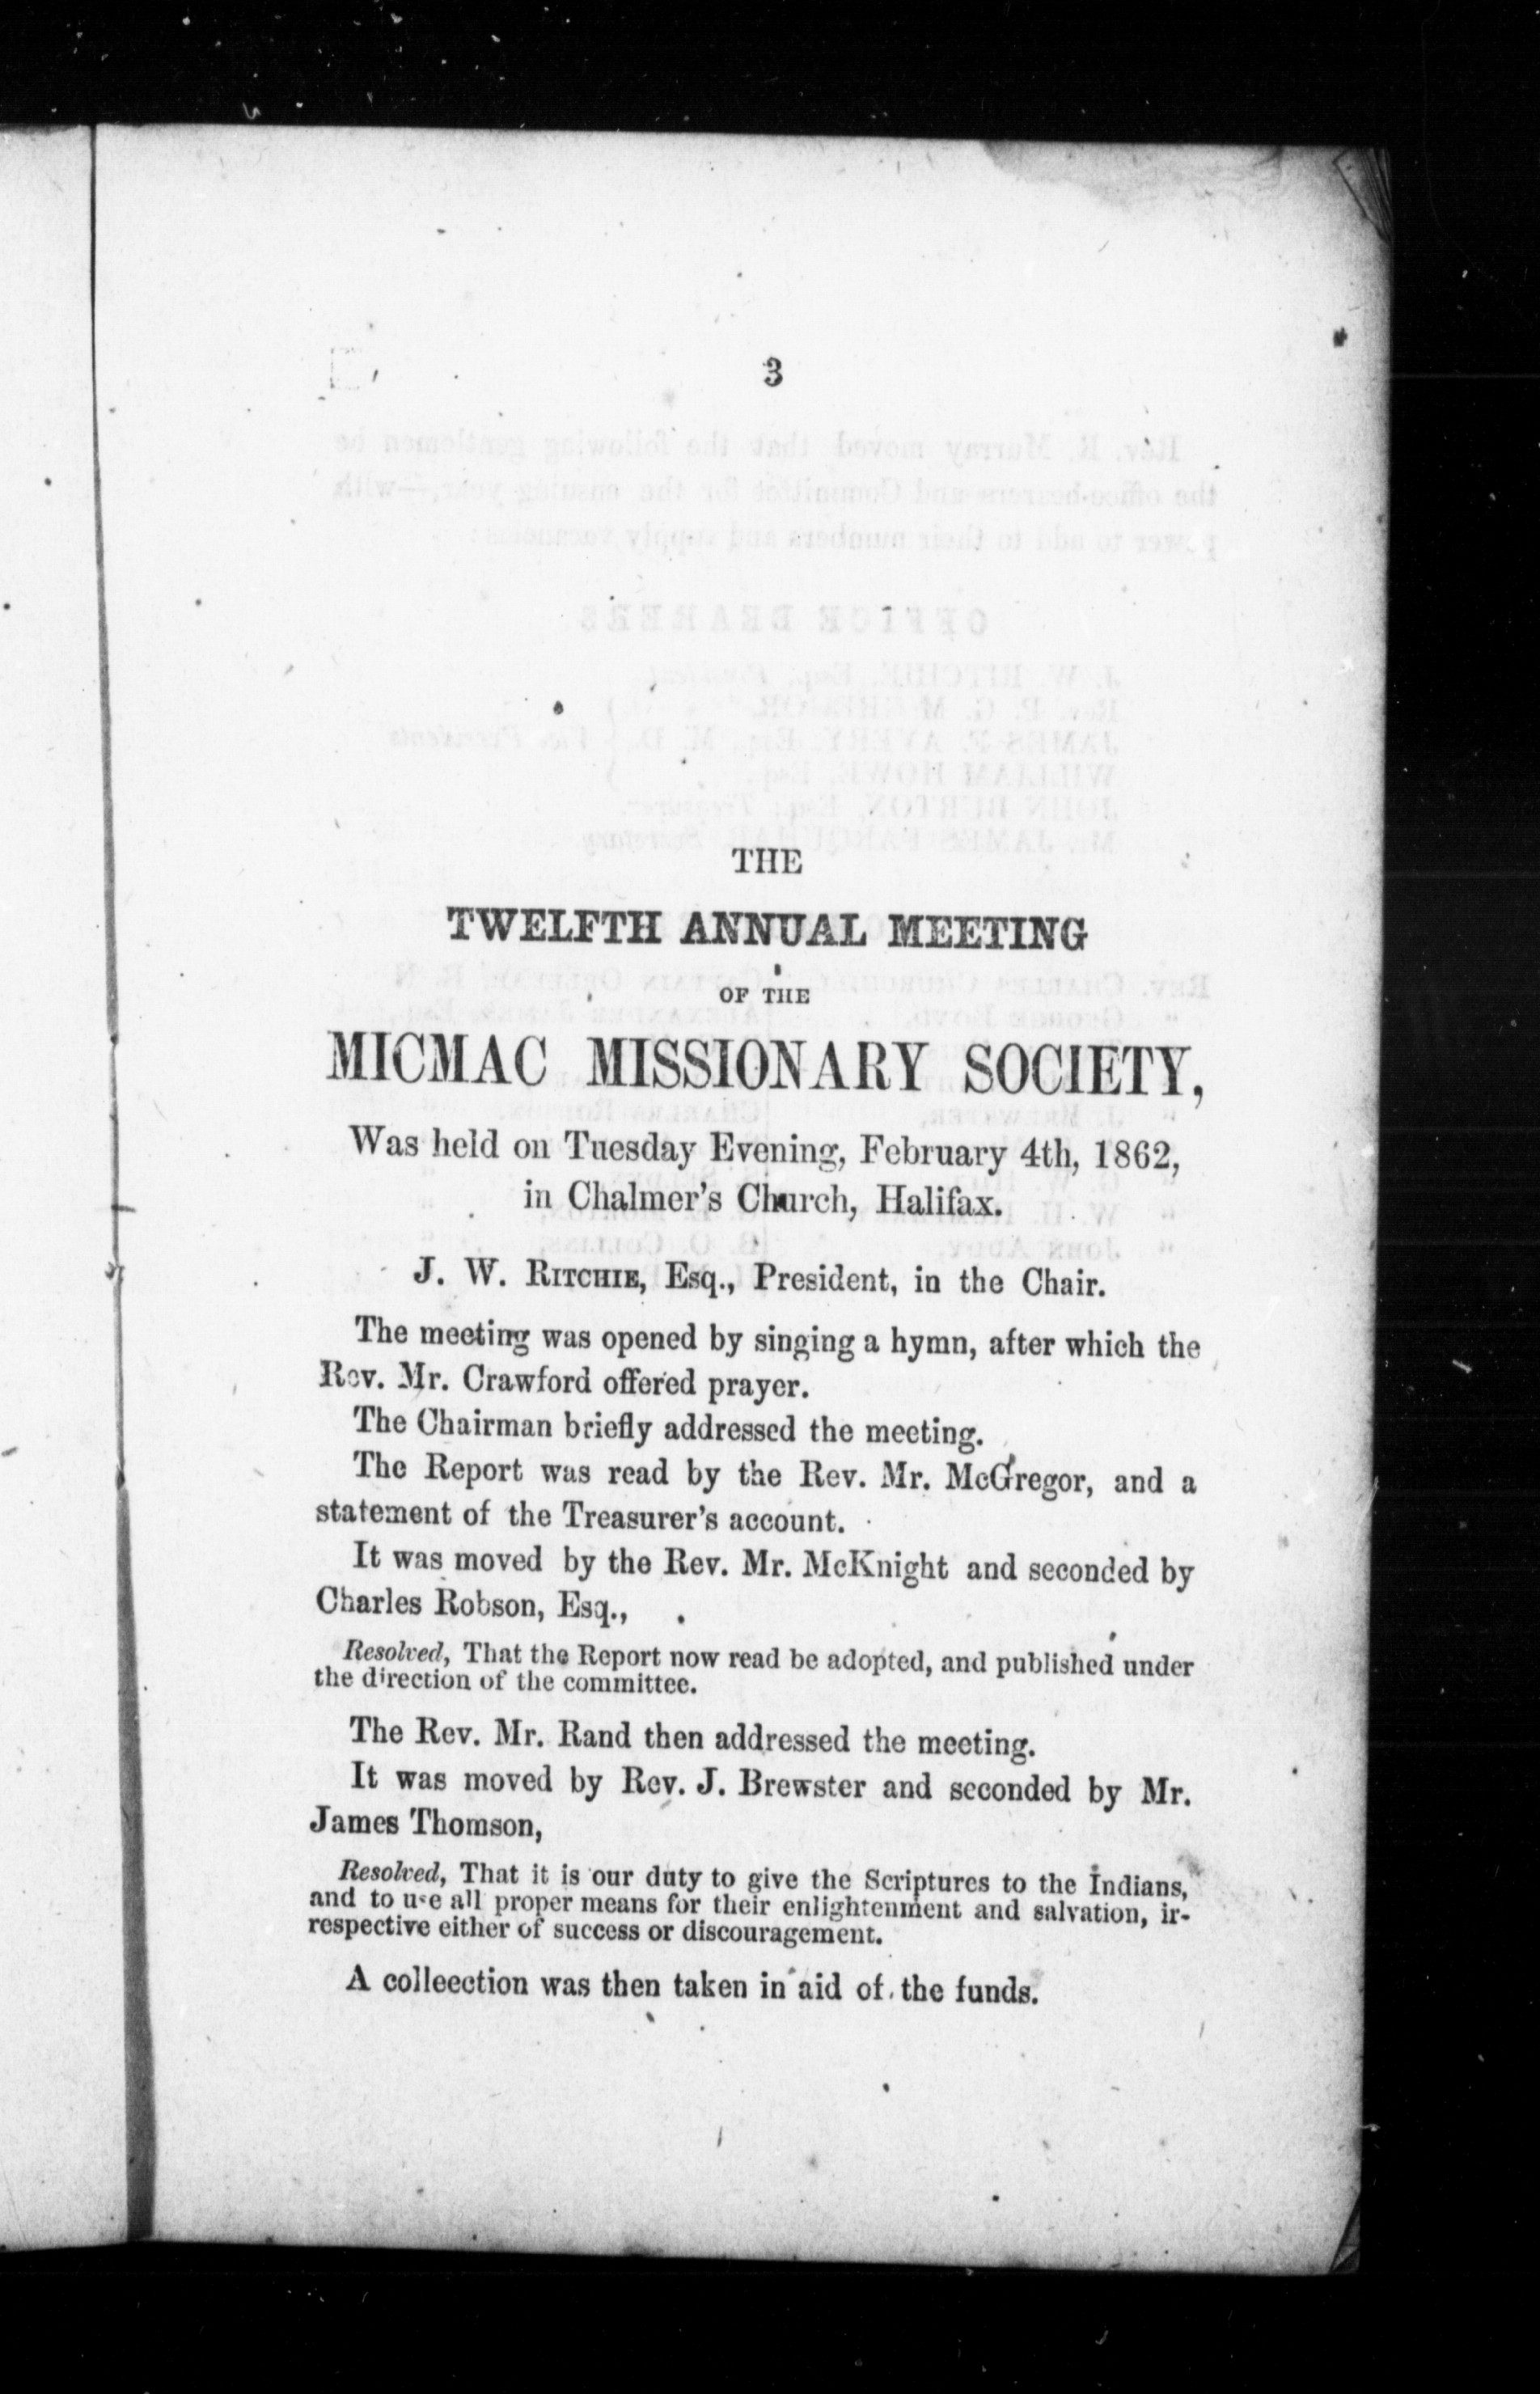 3
THE
TWELFTH ANNUAL MEETING
OF THE
MICMAC MISSIONARY SOCIETY,
Was held on Tuesday Evening, February 4th, 1862,
in Chalmer's Church, Halifax.
J. W. RITCHIE, Esq., President, in the Chair.
The meeting was opened by singing a hymn, after which the
Rev. Mr. Crawford offered prayer.
The Chairman briefly addressed the meeting.
The Report was read by the Rev. Mr. McGregor, and a
statement of the Treasurer's account.
It was moved by the Rev. Mr. McKnight and seconded by
Charles Robson, Esq.,
Resolved, That the Report now read be adopted, and published under
the direction of the committee.
The Rev. Mr. Rand then addressed the meeting.
It was moved by Rev. J. Brewster and seconded by Mr.
James Thomson,
Resolved, That it is our duty to give the Scriptures to the Indians,
and to use all proper means for their enlightenment and salvation, ir-
respective either of success or discouragement.
A colleection was then taken in aid of the funds.